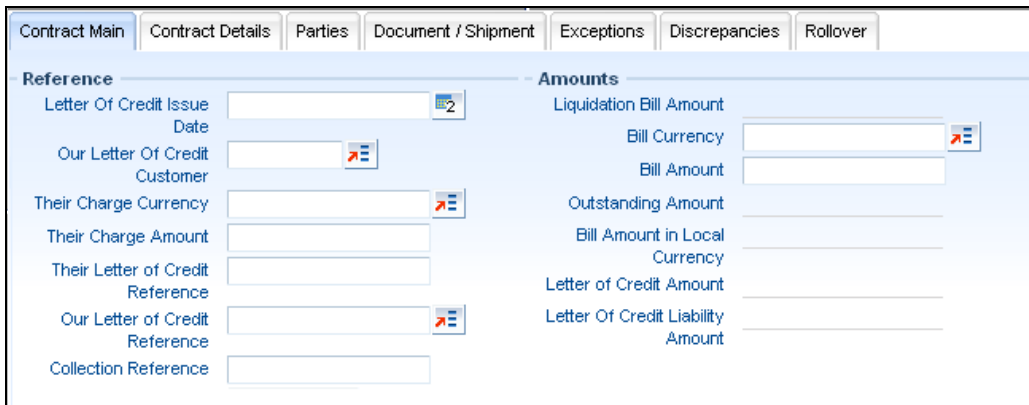 Contract Main Contract Details Parties Document / Shipment Exceptions Discrepancies Rollover
Reference
Letter Of Credit Issue
Date
2
Our Letter Of Credit
Customer
Their Charge Currency
Their Charge Amount
Their Letter of Credit
Reference
Our Letter of Credit
Reference
Collection Reference
Amounts
Liquidation Bill Amount
Bill Currency
Bill Amount
Outstanding Amount
Bill Amount in Local
Currency
Letter of Credit Amount
Letter Of Credit Liability
Amount